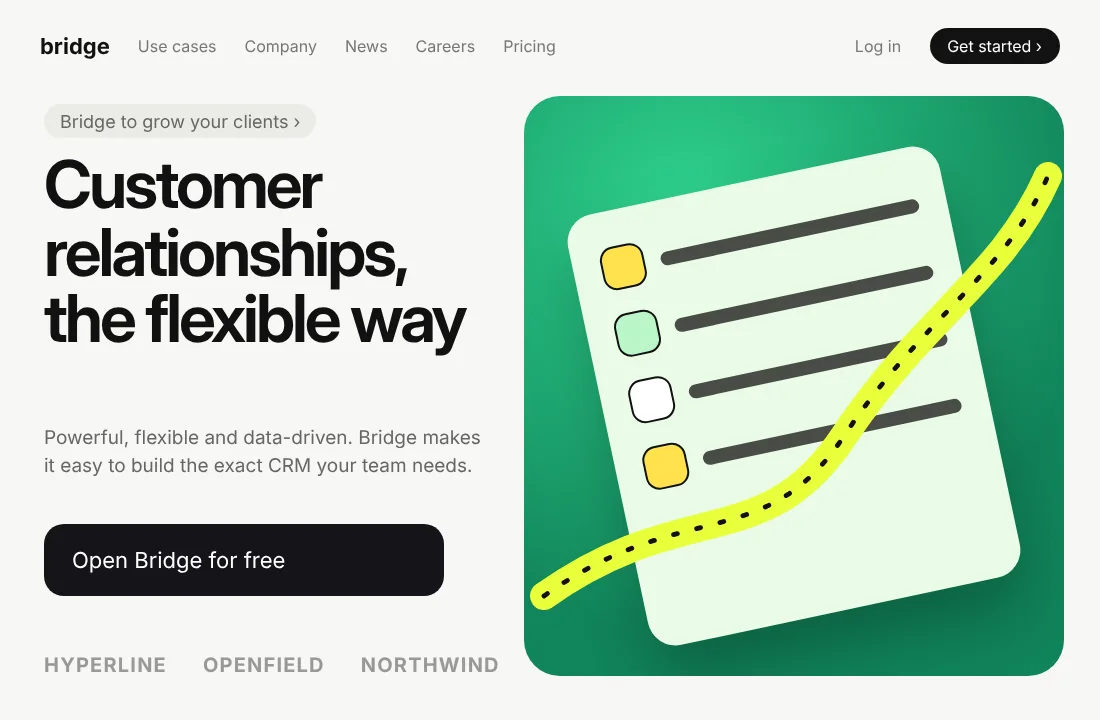 bridge Use cases Company News Careers Pricing Log in Get started ›
Bridge to grow your clients ›
Customer
relationships,
the flexible way
Powerful, flexible and data-driven. Bridge makes
it easy to build the exact CRM your team needs.
Open Bridge for free
HYPERLINE OPENFIELD NORTHWIND